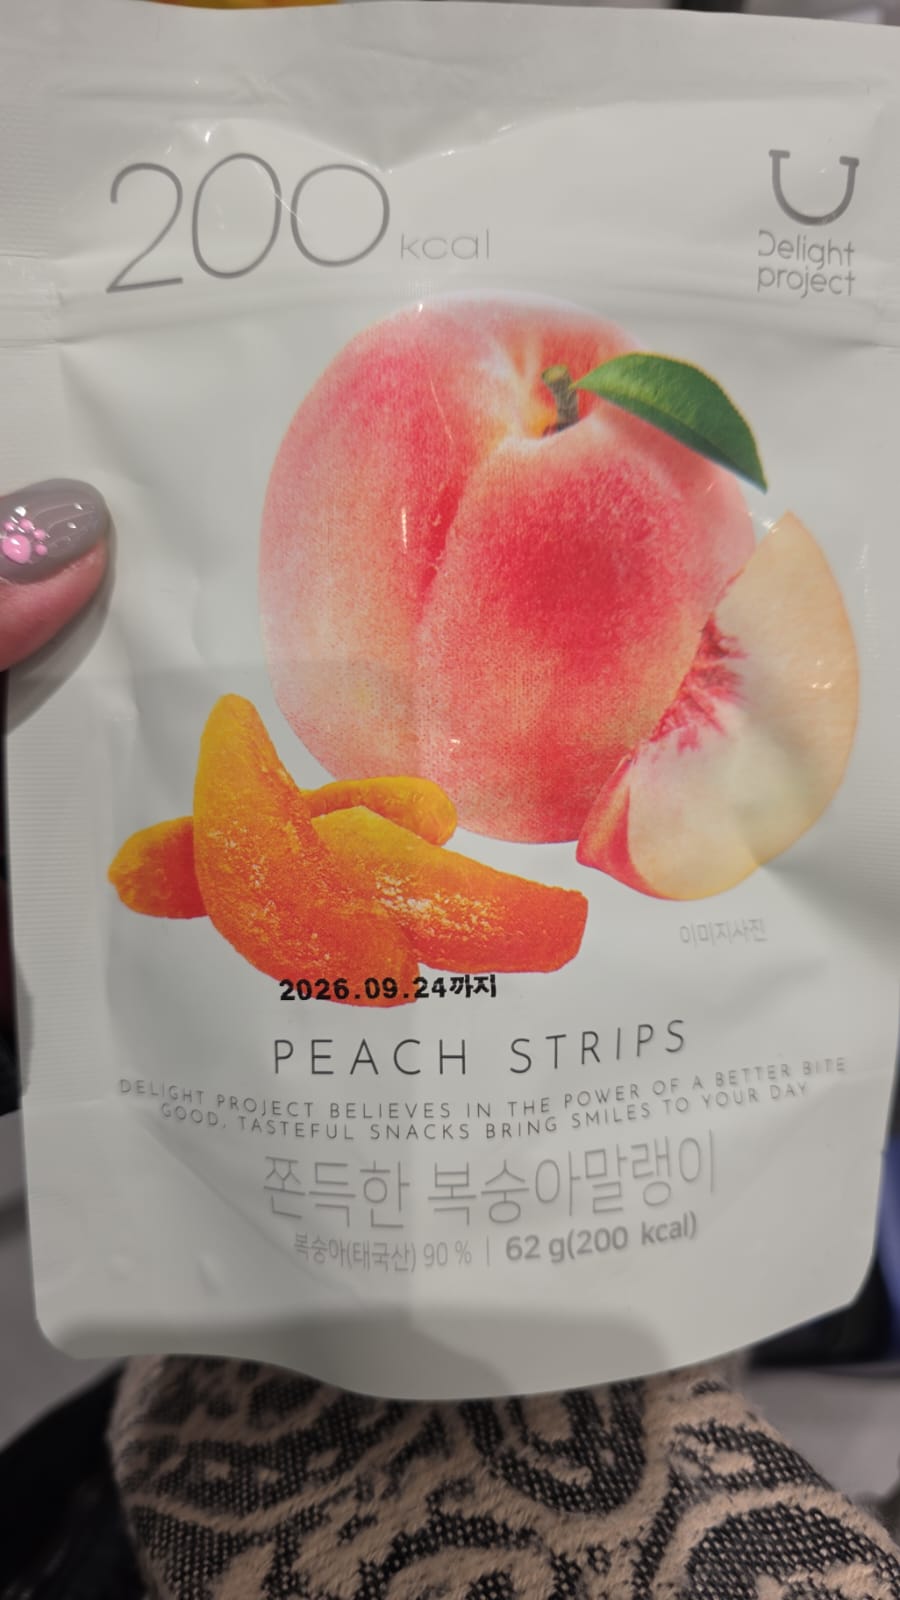 200 kcal
Delight
project
이미지사진
2026.09.24까지
PEACH STRIPS
DELIGHT PROJECT BELIEVES IN THE POWER OF A BETTER BITE
GOOD, TASTEFUL SNACKS BRING SMILES TO YOUR DAY
쫀득한 복숭아말랭이
복숭아(태국산) 90 % | 62 g(200 kcal)